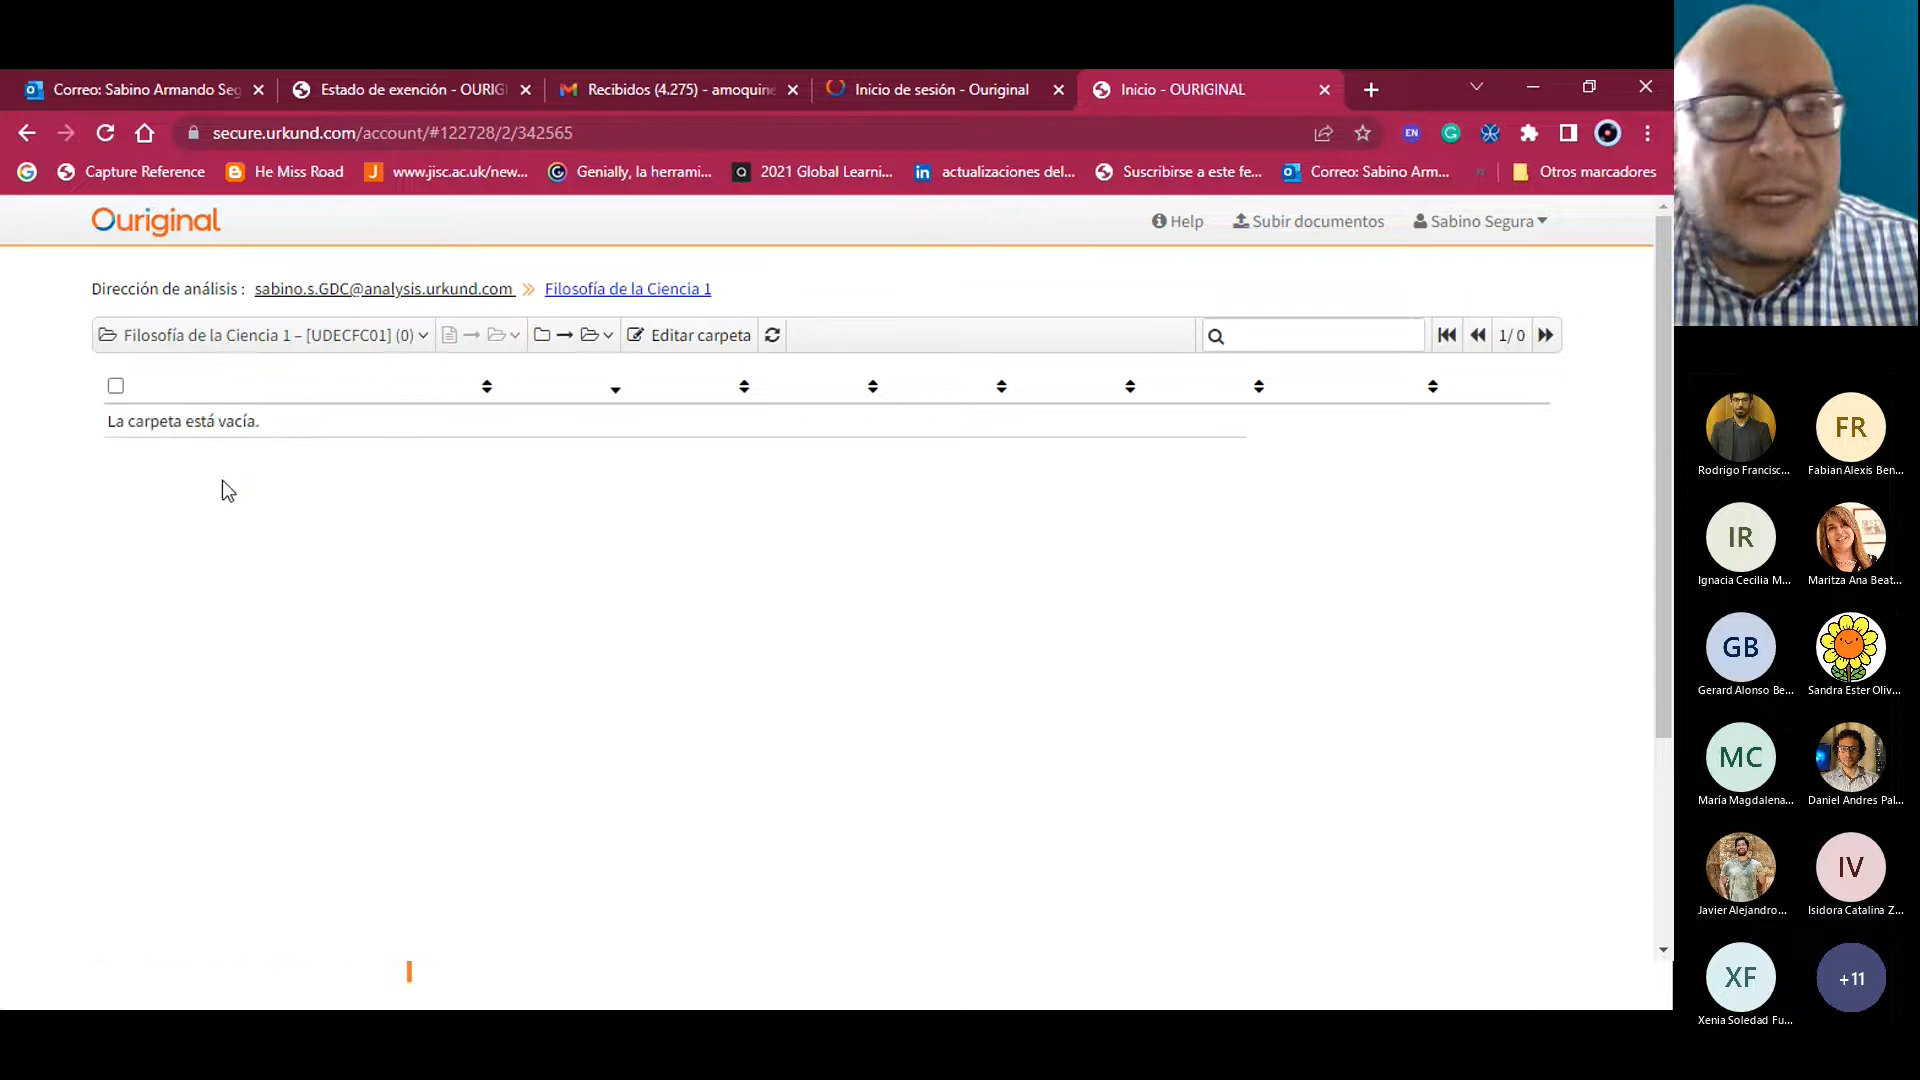 Correo: Sabino Armando Seg
Estado de exención - OURIGI
Recibidos (4.275) - amoquine
Inicio de sesión - Ouriginal
Inicio - OURIGINAL
secure.urkund.com/account/#122728/2/342565
EN
Capture Reference
He Miss Road
www.jisc.ac.uk/new...
Genially, la herrami...
2021 Global Learni...
actualizaciones del...
Suscribirse a este fe...
Correo: Sabino Arm...
Otros marcadores
Ouriginal
Help
Subir documentos
Sabino Segura
Dirección de análisis : sabino.s.GDC@analysis.urkund.com Filosofía de la Ciencia 1
Filosofía de la Ciencia 1 – [UDECFC01] (0)
Editar carpeta
1/ 0
La carpeta está vacía.
Rodrigo Francisc...
FR
Fabian Alexis Ben...
IR
Ignacia Cecilia M...
Maritza Ana Beat...
GB
Gerard Alonso Be...
Sandra Ester Oliv...
MC
María Magdalena...
Daniel Andres Pal...
Javier Alejandro...
IV
Isidora Catalina Z...
XF
Xenia Soledad Fu...
+11